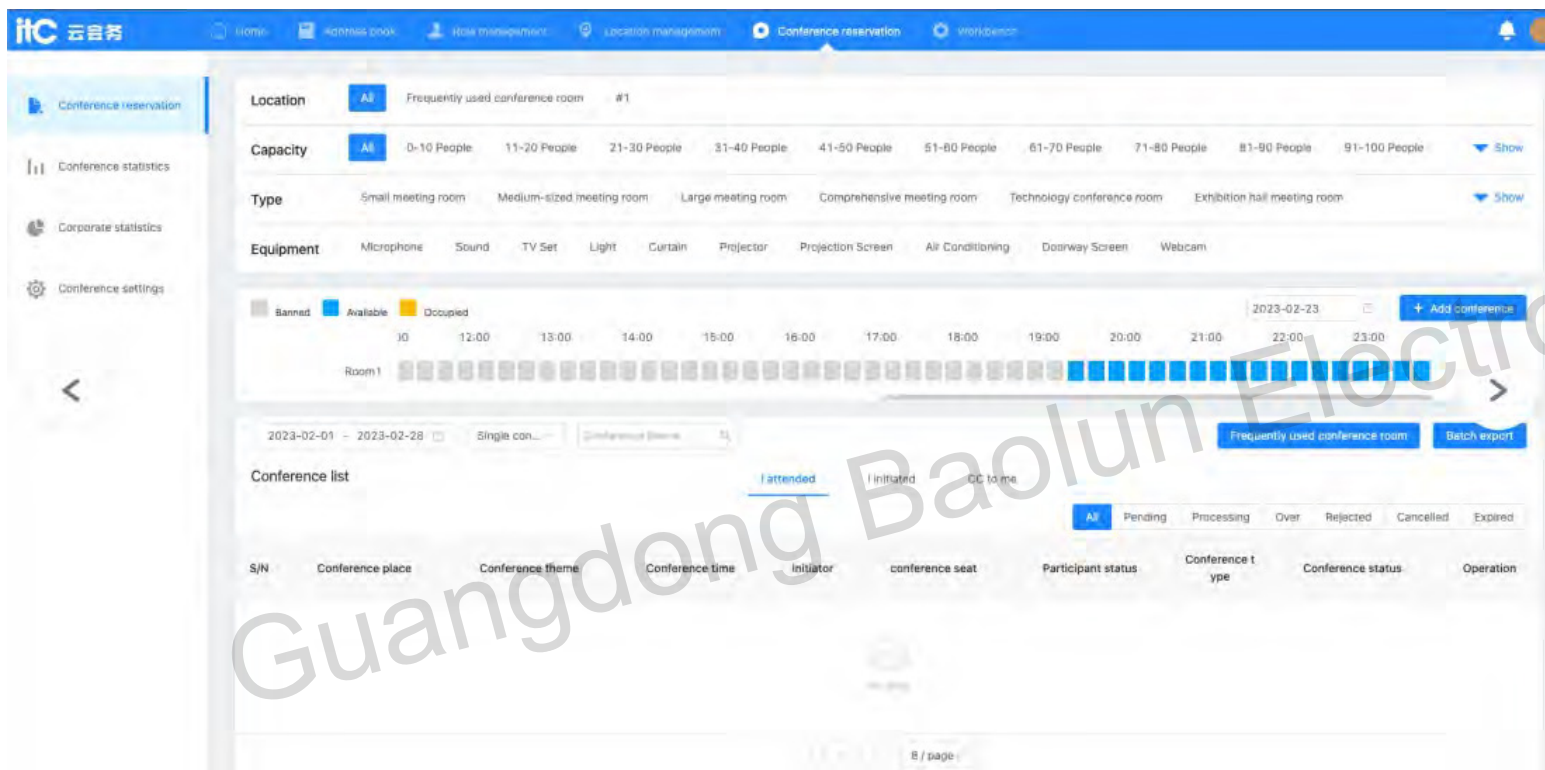 itC 云会务 Home Address book Role management Location management Conference reservation Workbench
Conference reservation
Conference statistics
Corporate statistics
Conference settings
Location All Frequently used conference room #1
Capacity All 0-10 People 11-20 People 21-30 People 31-40 People 41-50 People 51-60 People 61-70 People 71-80 People 81-90 People 91-100 People Show
Type Small meeting room Medium-sized meeting room Large meeting room Comprehensive meeting room Technology conference room Exhibition hall meeting room Show
Equipment Microphone Sound TV Set Light Curtain Projector Projection Screen Air Conditioning Doorway Screen Webcam
Banned Available Occupied 2023-02-23 + Add conference
00 12:00 13:00 14:00 15:00 16:00 17:00 18:00 19:00 20:00 21:00 22:00 23:00
Room1
2023-02-01 - 2023-02-28 Single con... Conference theme Frequently used conference room Batch export
Conference list I attended I initiated CC to me
All Pending Processing Over Rejected Cancelled Expired
S/N Conference place Conference theme Conference time Initiator conference seat Participant status Conference t
ype Conference status Operation
8 / page
Guangdong Baolun Electro